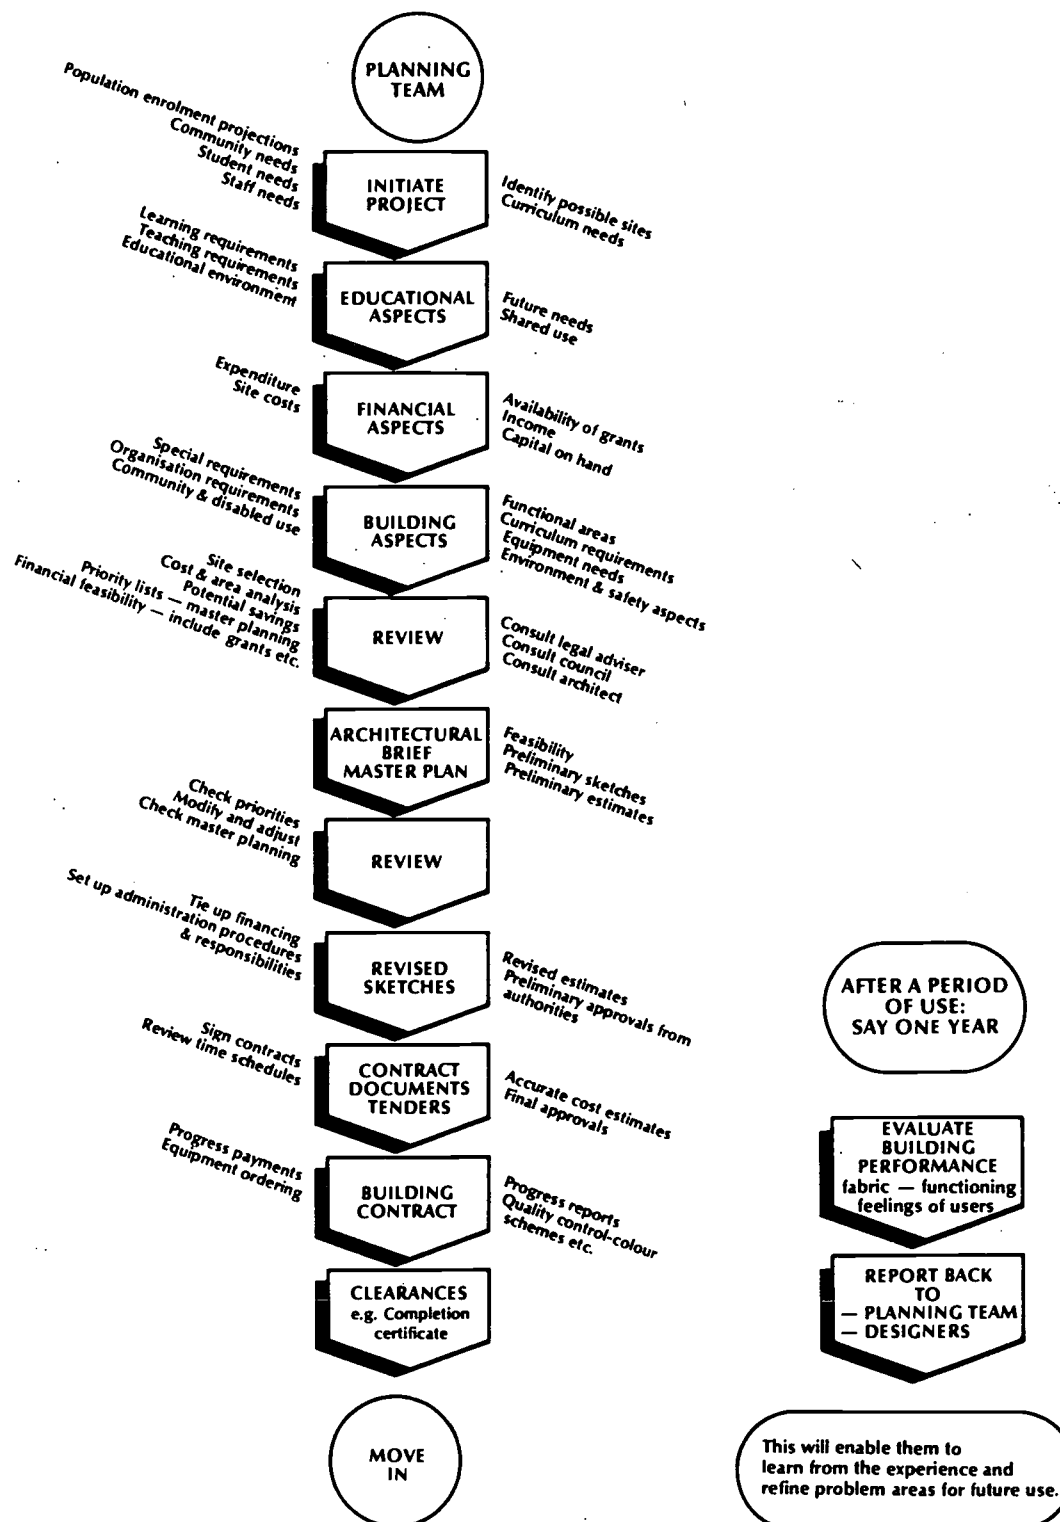 PLANNING
TEAM
Population enrolment projections
Community needs
Student needs
Staff needs
INITIATE
PROJECT
Identify possible sites
Curriculum needs
Learning requirements
Teaching requirements
Educational environment
EDUCATIONAL
ASPECTS
Future needs
Shared use
Expenditure
Site costs
FINANCIAL
ASPECTS
Availability of grants
Income
Capital on hand
Special requirements
Organisation requirements
Community & disabled use
BUILDING
ASPECTS
Functional areas
Curriculum requirements
Equipment needs
Environment & safety aspects
Site selection
Cost & area analysis
Potential savings
Priority lists — master planning
Financial feasibility — include grants etc.
REVIEW
Consult legal adviser
Consult council
Consult architect
ARCHITECTURAL
BRIEF
MASTER PLAN
Feasibility
Preliminary sketches
Preliminary estimates
Check priorities
Modify and adjust
Check master planning
REVIEW
Tie up financing
Set up administration procedures
& responsibilities
REVISED
SKETCHES
Revised estimates
Preliminary approvals from
authorities
Sign contracts
Review time schedules
CONTRACT
DOCUMENTS
TENDERS
Accurate cost estimates
Final approvals
Progress payments
Equipment ordering
BUILDING
CONTRACT
Progress reports
Quality control-colour
schemes etc.
CLEARANCES
e.g. Completion
certificate
MOVE
IN
AFTER A PERIOD
OF USE:
SAY ONE YEAR
EVALUATE
BUILDING
PERFORMANCE
fabric — functioning
feelings of users
REPORT BACK
TO
— PLANNING TEAM
— DESIGNERS
This will enable them to
learn from the experience and
refine problem areas for future use.